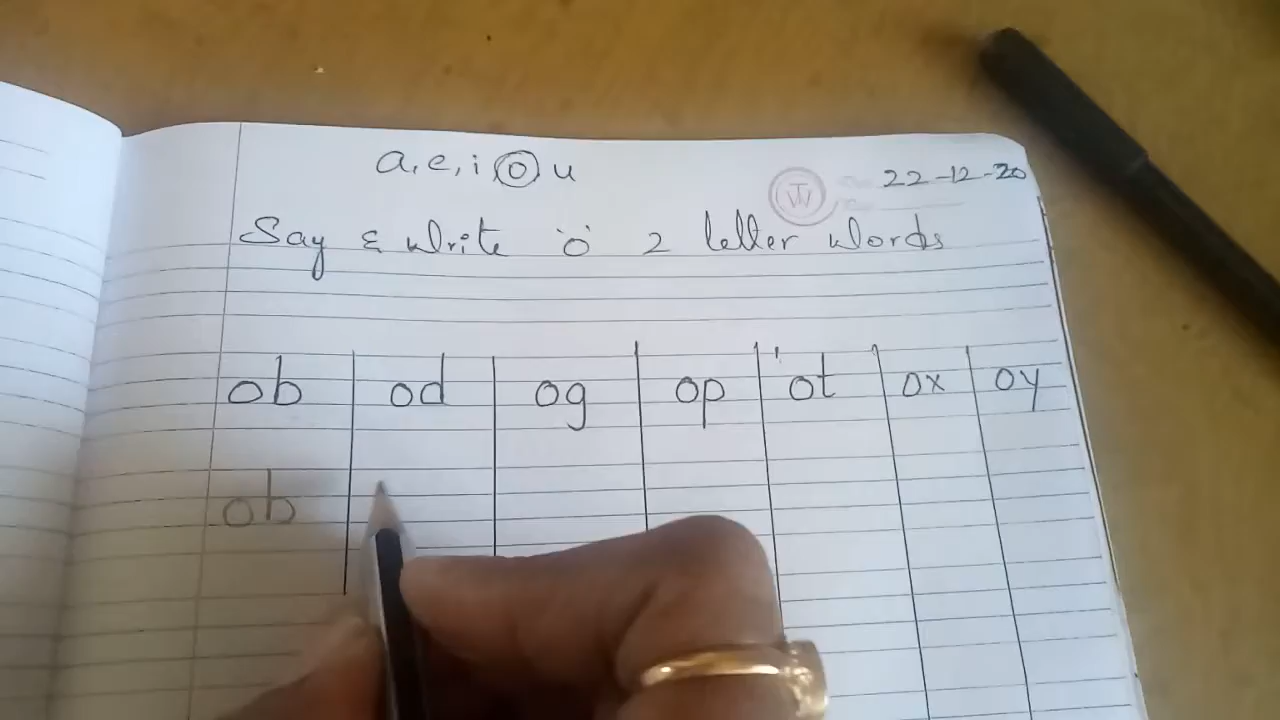 a, e, i, o u
22-12-20
Say & Write 'o' 2 letter Words
ob od og op ot ox oy
ob